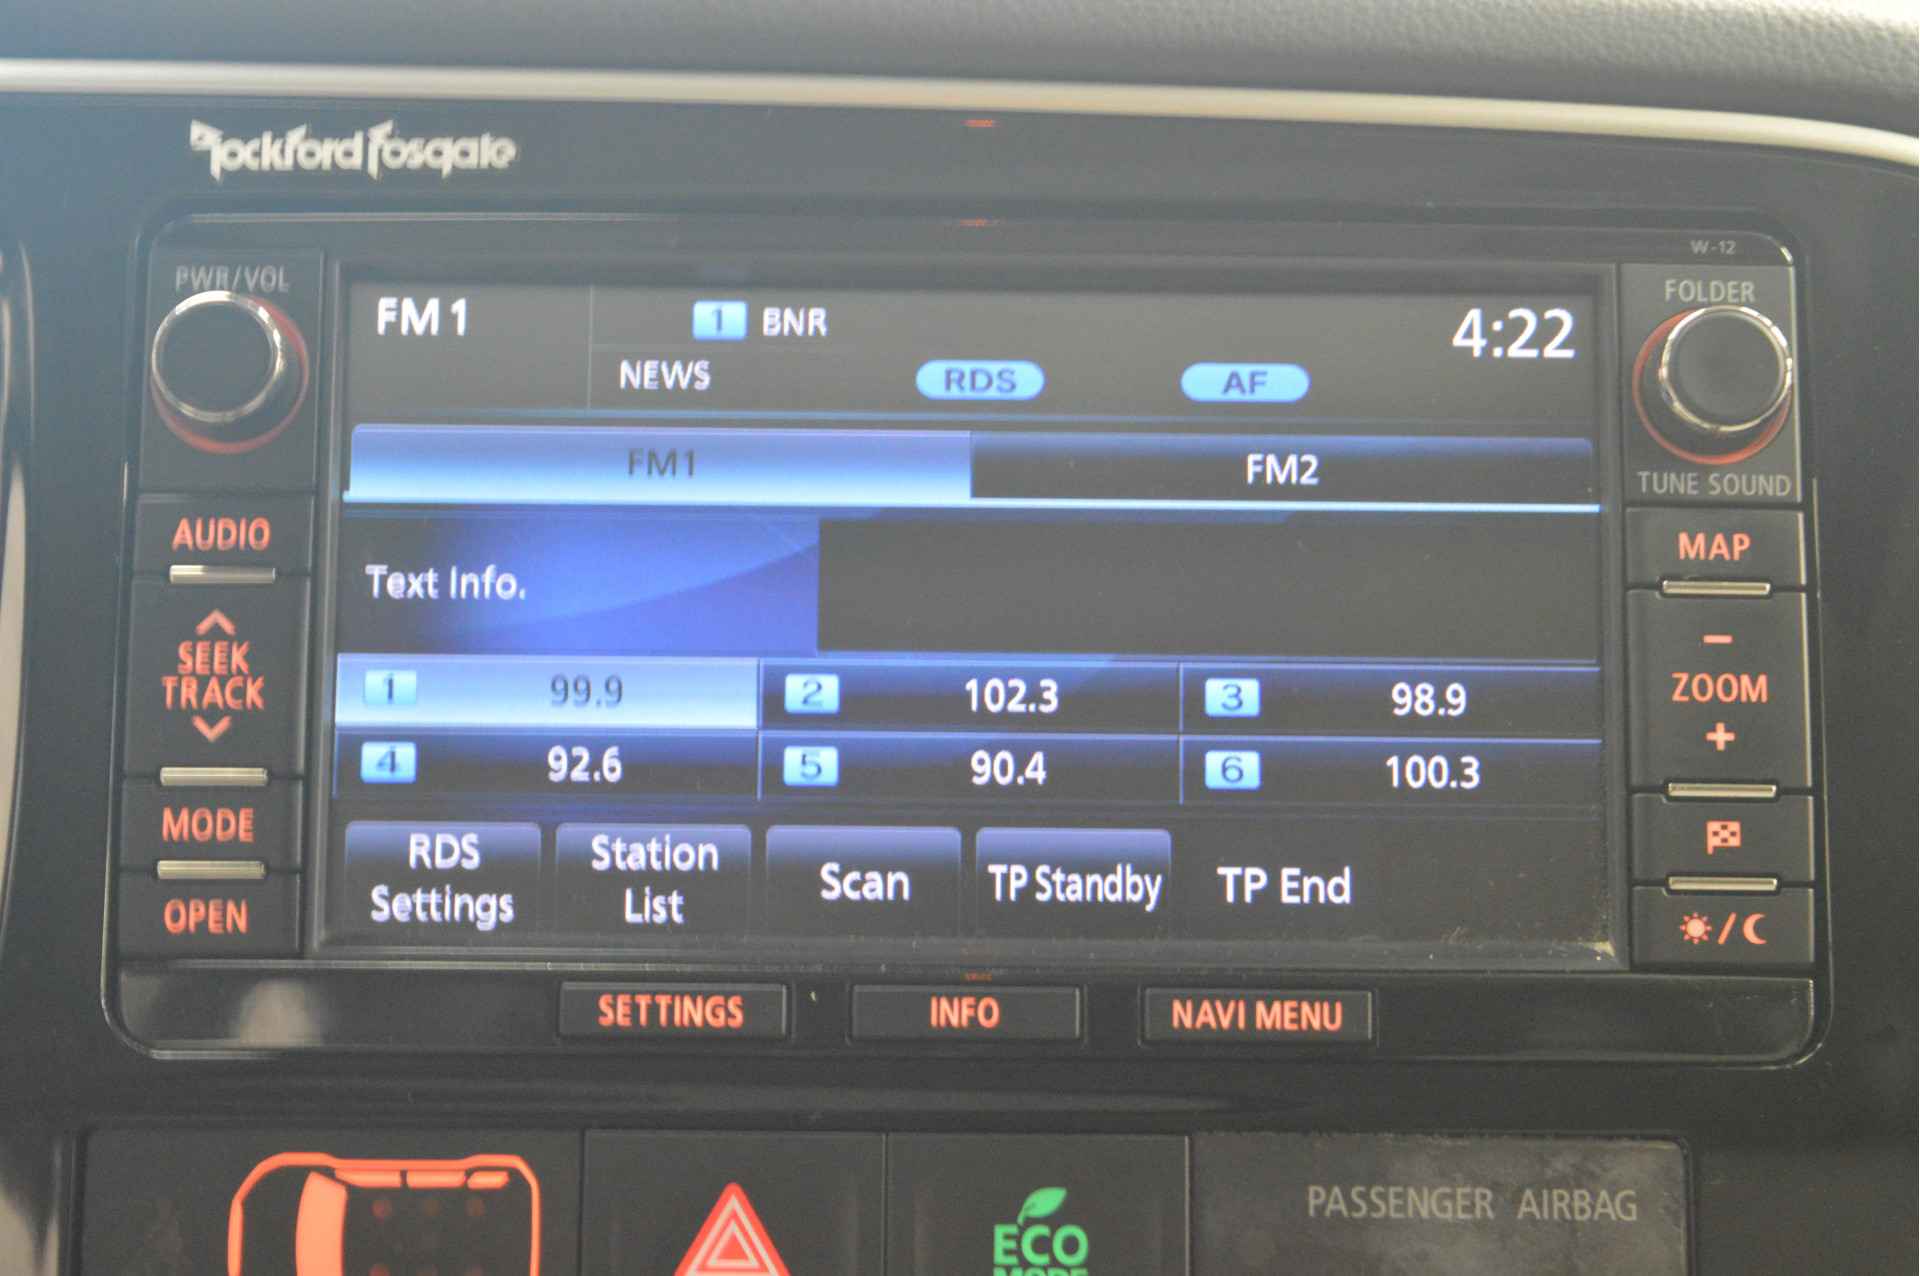 Rockford Fosgate
W-12
PWR/VOL
FOLDER
FM 1
1 BNR
4:22
NEWS
RDS
AF
FM1
FM2
TUNE SOUND
AUDIO
MAP
Text Info.
SEEK
TRACK
ZOOM
1 99.9
2 102.3
3 98.9
4 92.6
5 90.4
6 100.3
MODE
RDS
Settings
Station
List
Scan
TP Standby
TP End
OPEN
SETTINGS
INFO
NAVI MENU
PASSENGER AIRBAG
ECO
MODE